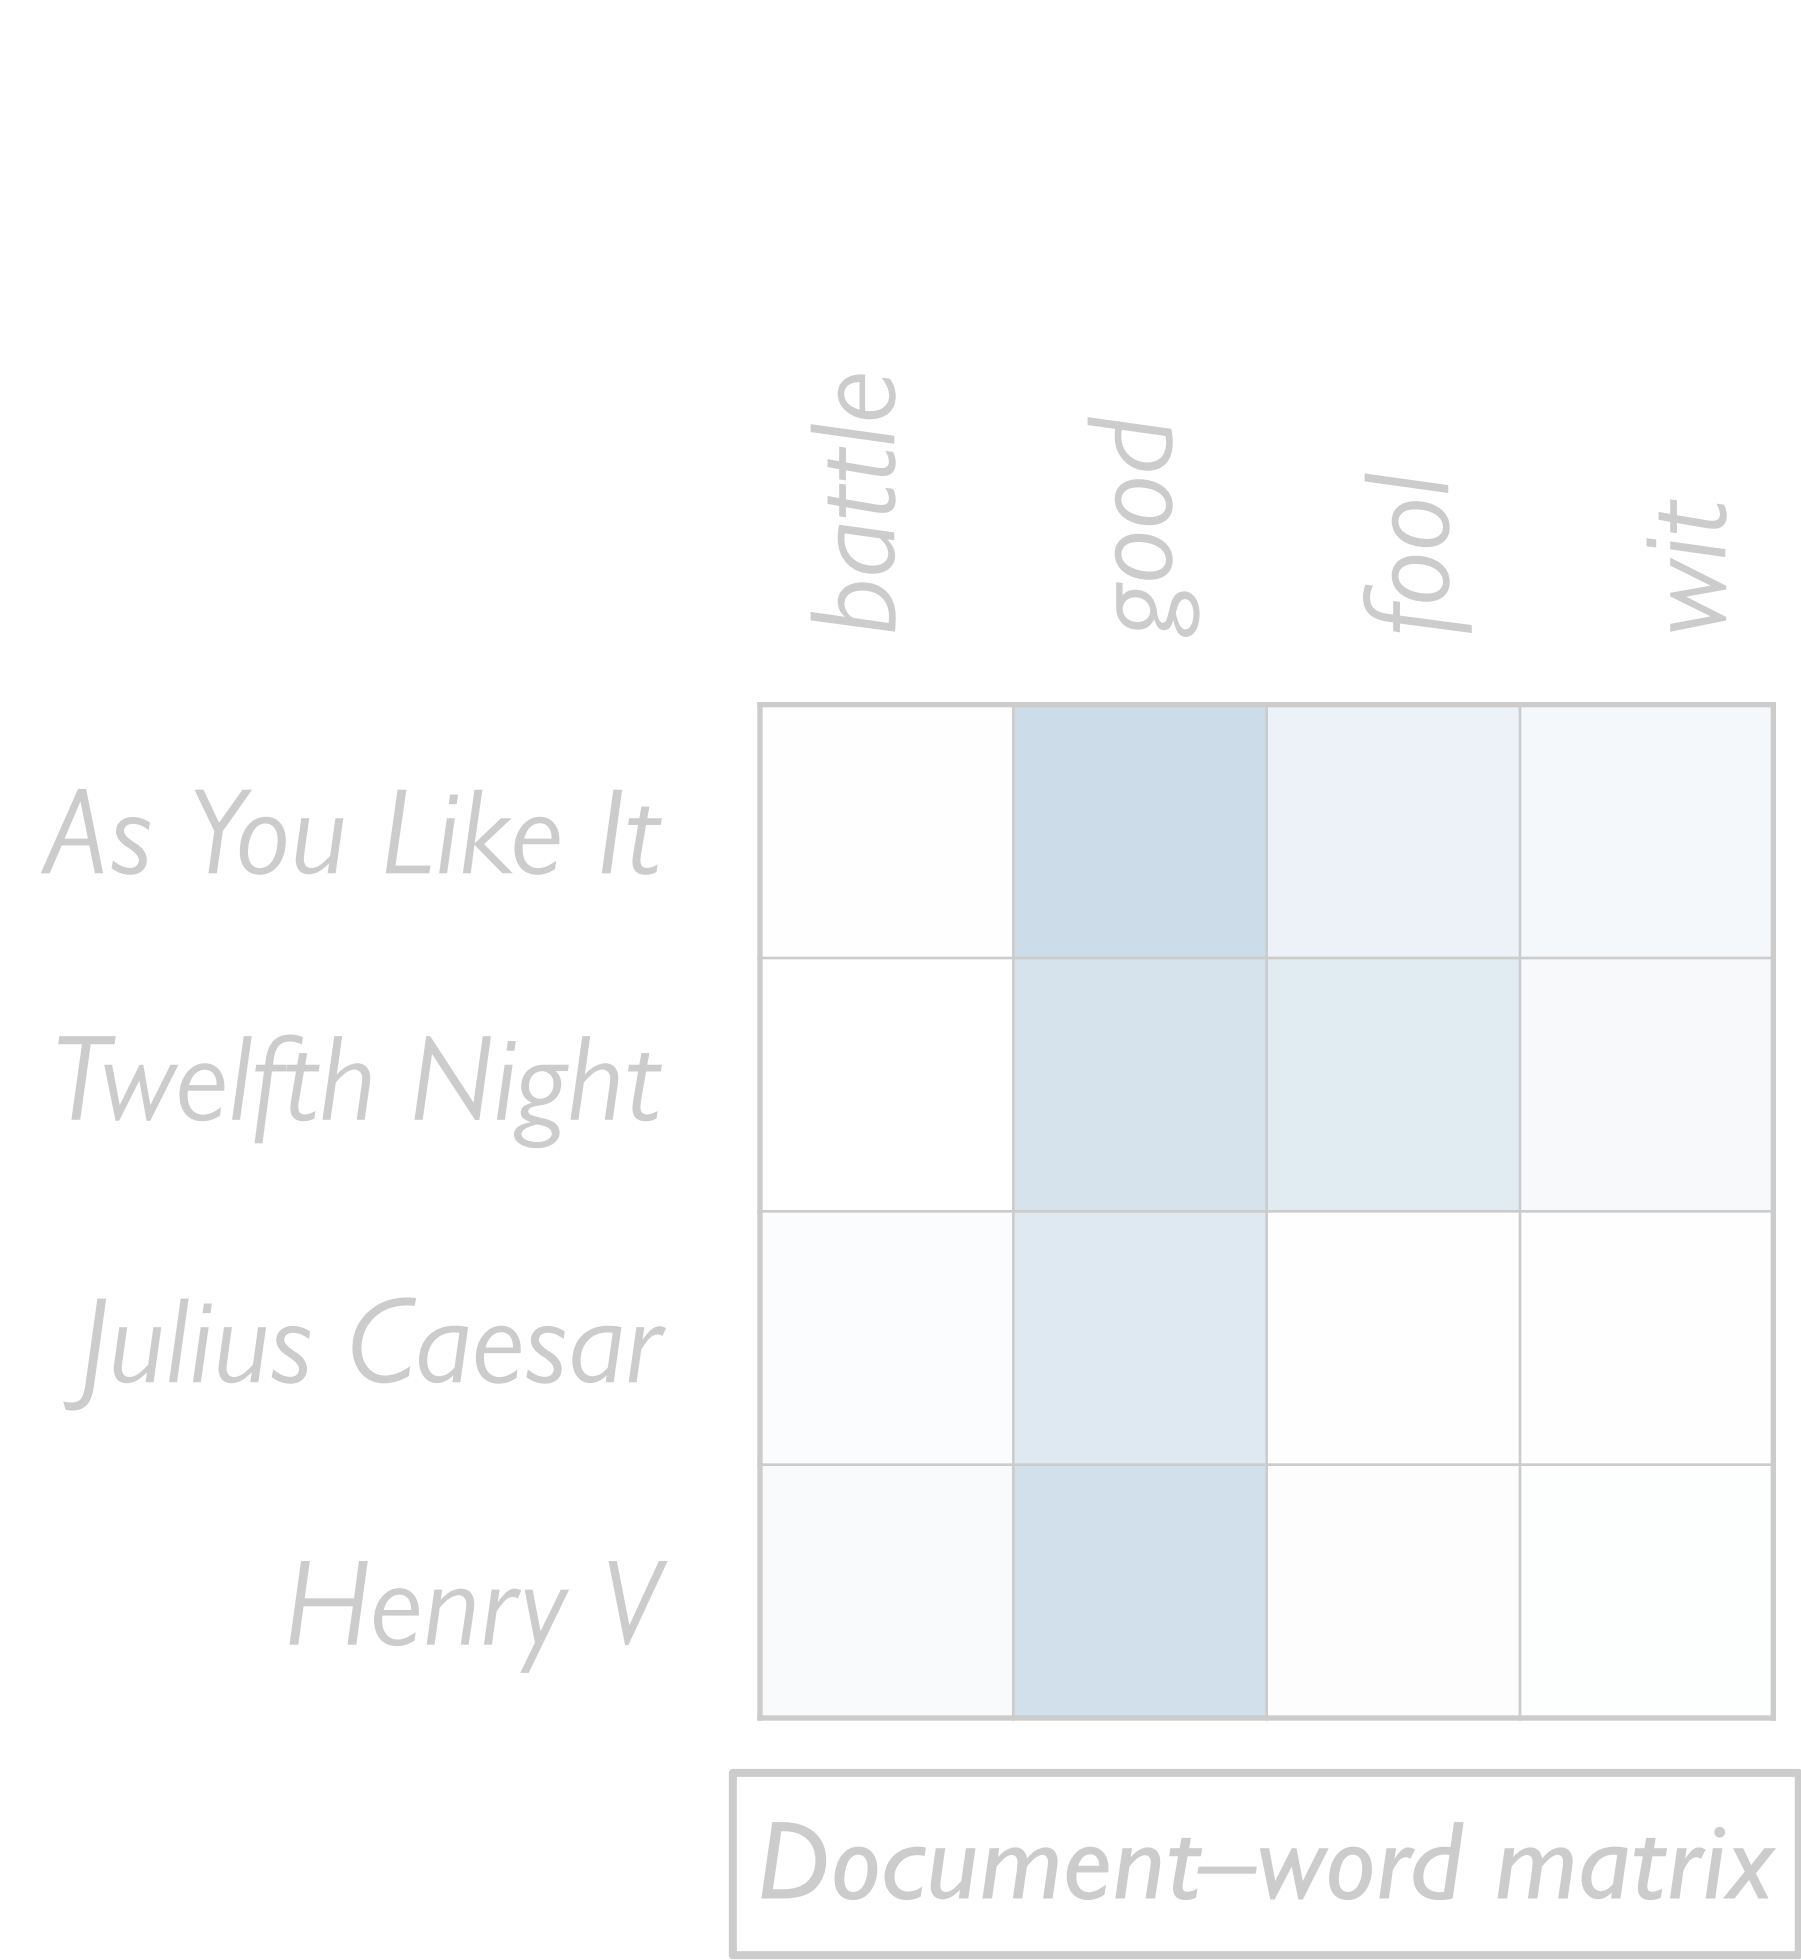 battle
good
fool
wit
As You Like It
Twelfth Night
Julius Caesar
Henry V
Document–word matrix